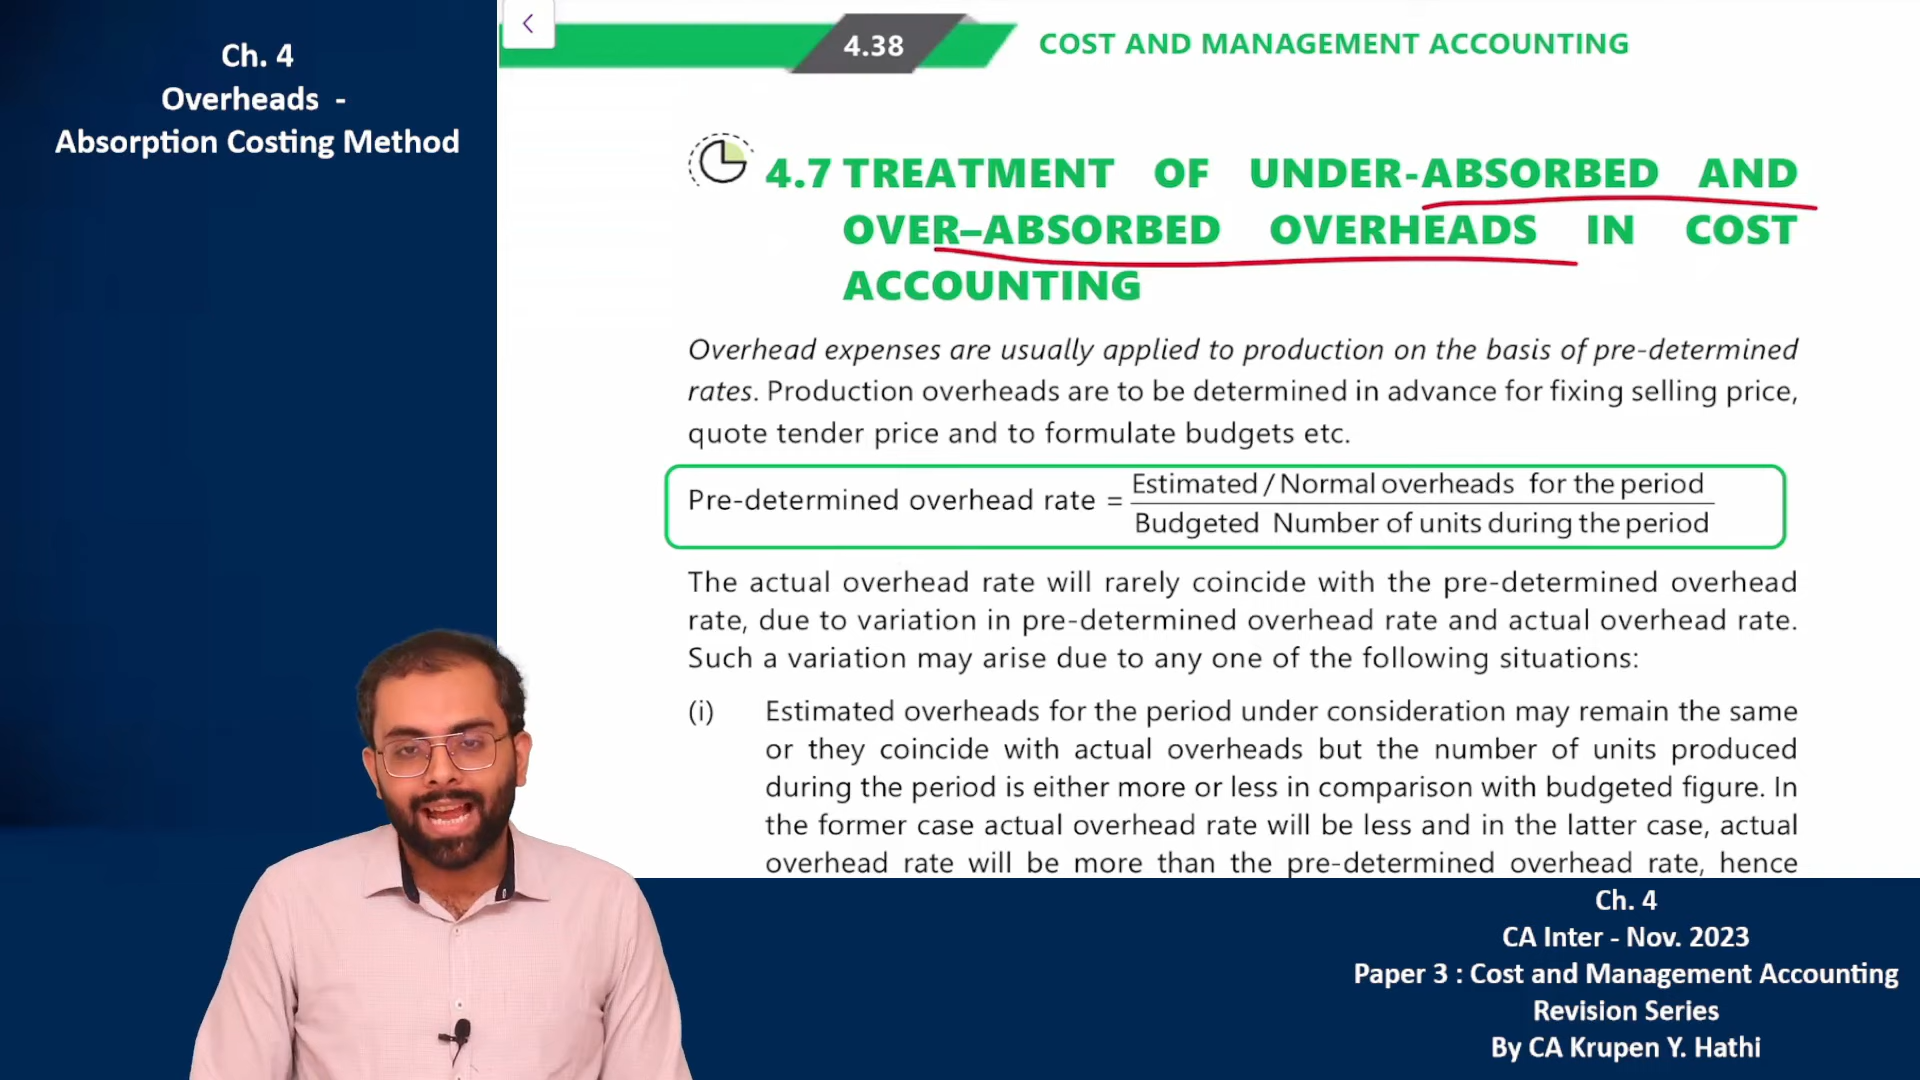 Ch. 4
Overheads -
Absorption Costing Method
4.38
COST AND MANAGEMENT ACCOUNTING
4.7 TREATMENT OF UNDER-ABSORBED AND
OVER–ABSORBED OVERHEADS IN COST
ACCOUNTING
Overhead expenses are usually applied to production on the basis of pre-determined
rates. Production overheads are to be determined in advance for fixing selling price,
quote tender price and to formulate budgets etc.
Pre-determined overhead rate = Estimated / Normal overheads for the period
Budgeted Number of units during the period
The actual overhead rate will rarely coincide with the pre-determined overhead
rate, due to variation in pre-determined overhead rate and actual overhead rate.
Such a variation may arise due to any one of the following situations:
(i) Estimated overheads for the period under consideration may remain the same
or they coincide with actual overheads but the number of units produced
during the period is either more or less in comparison with budgeted figure. In
the former case actual overhead rate will be less and in the latter case, actual
overhead rate will be more than the pre-determined overhead rate, hence
Ch. 4
CA Inter - Nov. 2023
Paper 3 : Cost and Management Accounting
Revision Series
By CA Krupen Y. Hathi